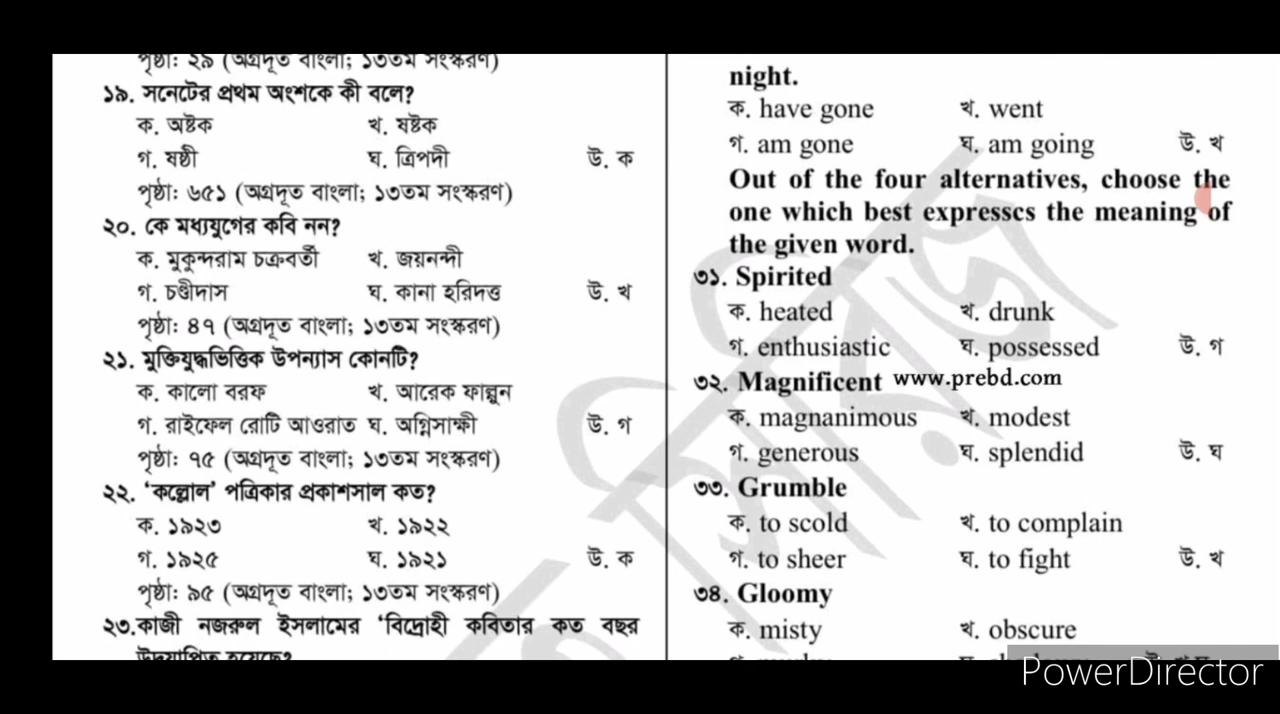 পৃষ্ঠা: ২৯ (অগ্রদূত বাংলা; ১৩তম সংস্করণ)
১৯. সনেটের প্রথম অংশকে কী বলে?
ক. অষ্টক খ. ষষ্টক
গ. ষষ্ঠী ঘ. ত্রিপদী উ. ক
পৃষ্ঠা: ৬৫১ (অগ্রদূত বাংলা; ১৩তম সংস্করণ)
২০. কে মধ্যযুগের কবি নন?
ক. মুকুন্দরাম চক্রবর্তী খ. জয়নন্দী
গ. চণ্ডীদাস ঘ. কানা হরিদত্ত উ. খ
পৃষ্ঠা: ৪৭ (অগ্রদূত বাংলা; ১৩তম সংস্করণ)
২১. মুক্তিযুদ্ধভিত্তিক উপন্যাস কোনটি?
ক. কালো বরফ খ. আরেক ফাল্গুন
গ. রাইফেল রোটি আওরাত ঘ. অগ্নিসাক্ষী উ. গ
পৃষ্ঠা: ৭৫ (অগ্রদূত বাংলা; ১৩তম সংস্করণ)
২২. ‘কল্লোল’ পত্রিকার প্রকাশসাল কত?
ক. ১৯২৩ খ. ১৯২২
গ. ১৯২৫ ঘ. ১৯২১ উ. ক
পৃষ্ঠা: ৯৫ (অগ্রদূত বাংলা; ১৩তম সংস্করণ)
২৩.কাজী নজরুল ইসলামের ‘বিদ্রোহী কবিতার কত বছর
উদযাপিত হয়েছে?
night.
ক. have gone খ. went
গ. am gone ঘ. am going উ. খ
Out of the four alternatives, choose the
one which best expresscs the meaning of
the given word.
৩১. Spirited
ক. heated খ. drunk
গ. enthusiastic ঘ. possessed উ. গ
৩২. Magnificent www.prebd.com
ক. magnanimous খ. modest
গ. generous ঘ. splendid উ. ঘ
৩৩. Grumble
ক. to scold খ. to complain
গ. to sheer ঘ. to fight উ. খ
৩৪. Gloomy
ক. misty খ. obscure
PowerDirector